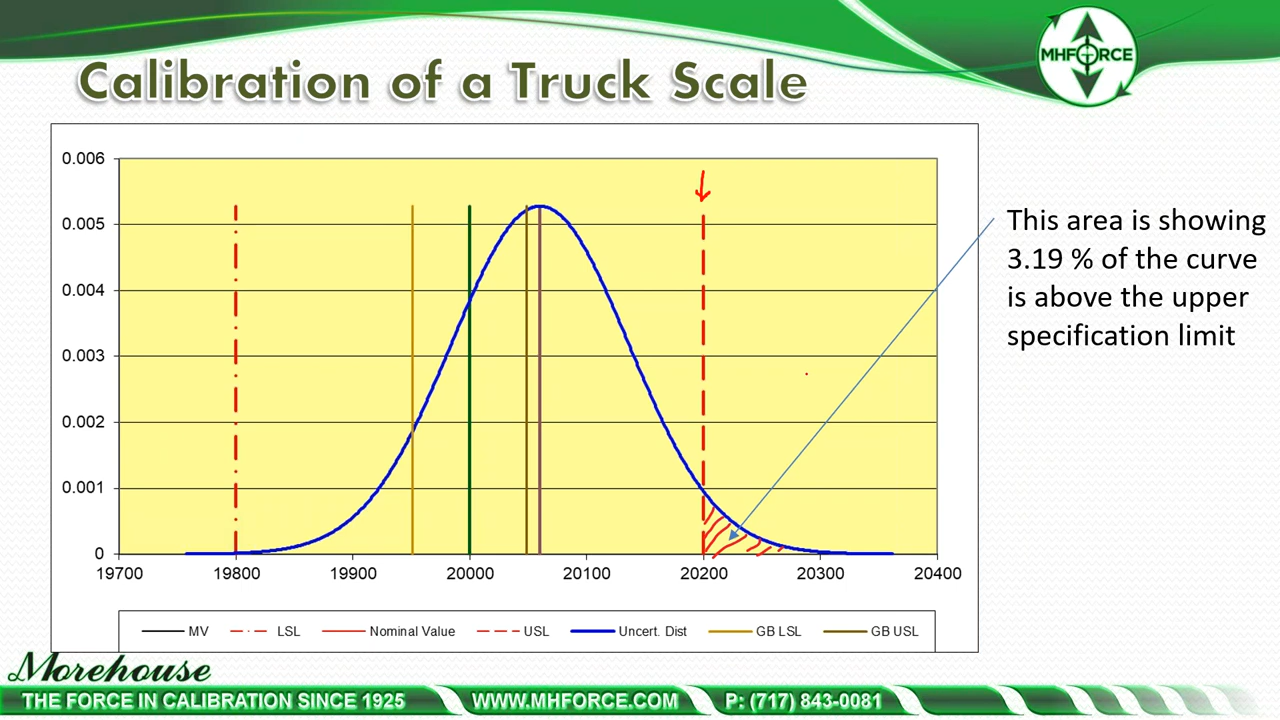 MHFORCE
Calibration of a Truck Scale
0.006
0.005
0.004
0.003
0.002
0.001
0
19700 19800 19900 20000 20100 20200 20300 20400
MV LSL Nominal Value USL Uncert. Dist GB LSL GB USL
This area is showing
3.19 % of the curve
is above the upper
specification limit
Morehouse
THE FORCE IN CALIBRATION SINCE 1925 WWW.MHFORCE.COM P: (717) 843-0081